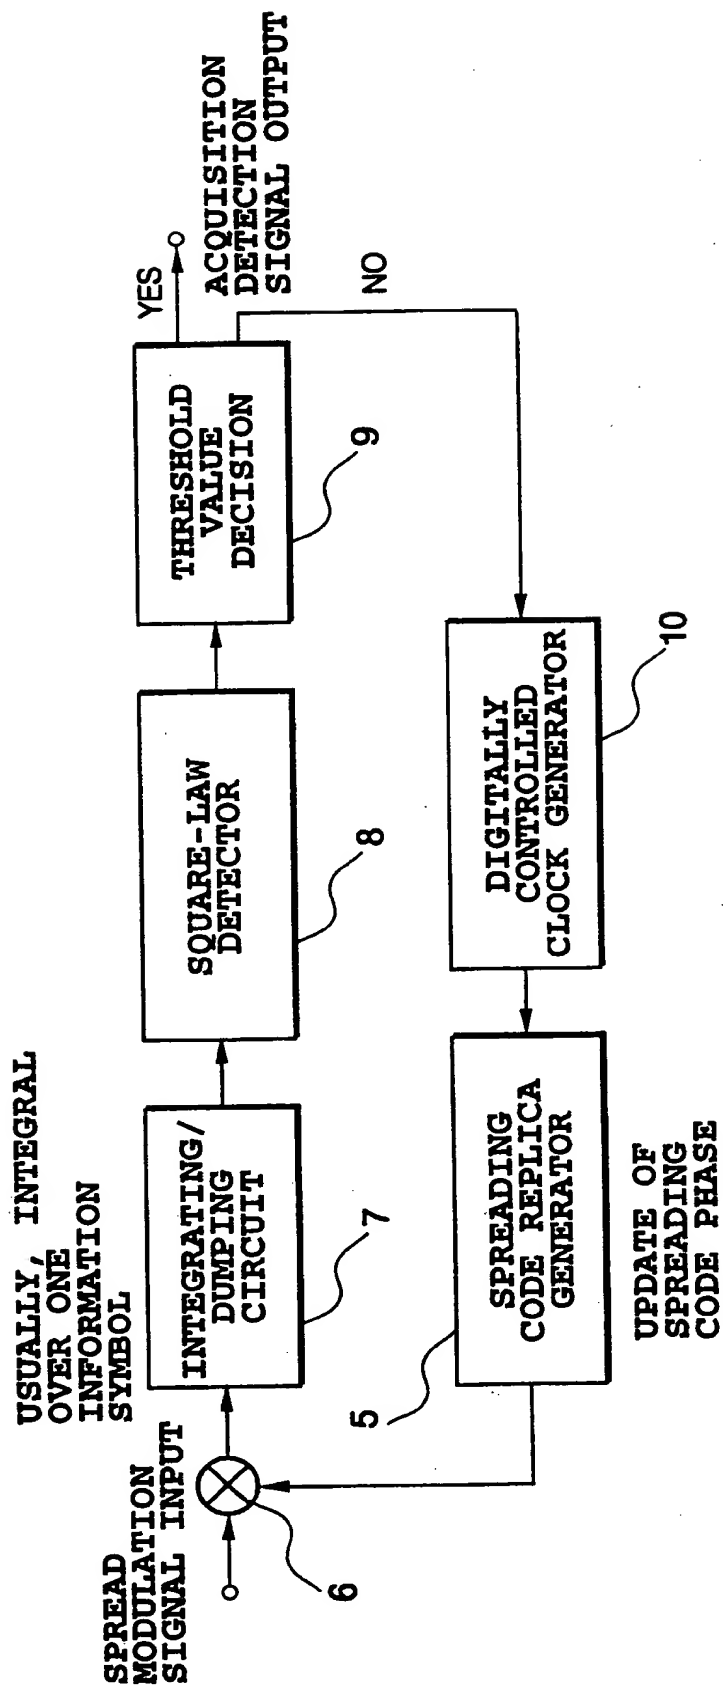 SPREAD
MODULATION
SIGNAL INPUT
6
USUALLY, INTEGRAL
OVER ONE
INFORMATION
SYMBOL
INTEGRATING/
DUMPING
CIRCUIT
7
SQUARE-LAW
DETECTOR
8
THRESHOLD
VALUE
DECISION
9
YES
ACQUISITION
DETECTION
SIGNAL OUTPUT
NO
DIGITALLY
CONTROLLED
CLOCK GENERATOR
10
SPREADING
CODE REPLICA
GENERATOR
5
UPDATE OF
SPREADING
CODE PHASE